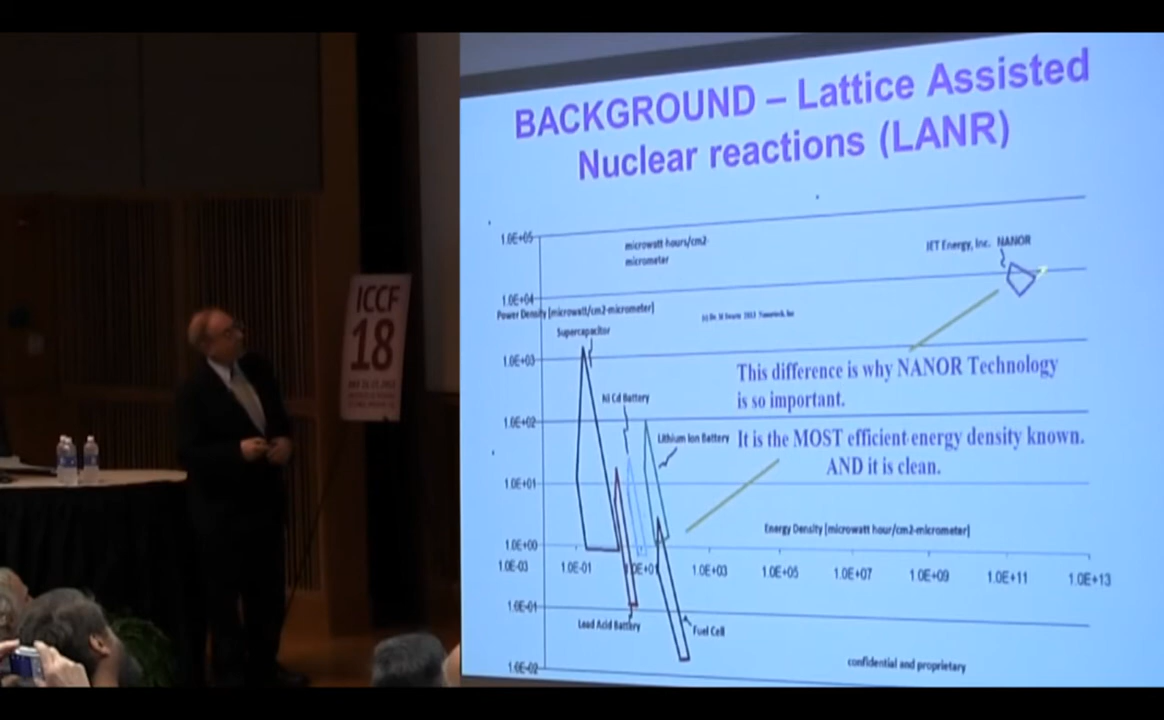 BACKGROUND – Lattice Assisted
Nuclear reactions (LANR)
1.0E+05
microwatt hours/cm2-
micrometer
JET Energy, Inc. NANOR
1.0E+04
Power Density [microwatt/cm2-micrometer]
Supercapacitor
ICCF
18
1.0E+03
This difference is why NANOR Technology
is so important.
Ni Cd Battery
1.0E+02
Lithium Ion Battery
It is the MOST efficient energy density known.
AND it is clean.
1.0E+01
Energy Density [microwatt hour/cm2-micrometer]
1.0E+00
1.0E-03 1.0E-01 1.0E+01 1.0E+03 1.0E+05 1.0E+07 1.0E+09 1.0E+11 1.0E+13
1.0E-01
Lead Acid Battery
Fuel Cell
1.0E-02
confidential and proprietary